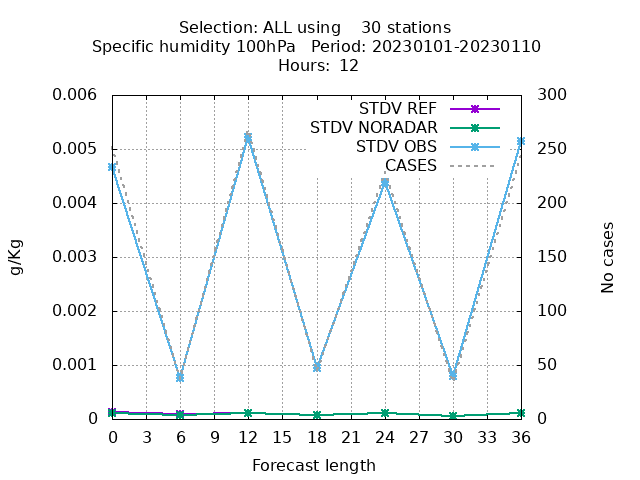 Selection: ALL using    30 stations
Specific humidity 100hPa   Period: 20230101-20230110
Hours:  12
0.006
0.005
0.004
0.003
0.002
0.001
0
300
250
200
150
100
50
0
STDV REF
STDV NORADAR
STDV OBS
CASES
g/Kg
No cases
0 3 6 9 12 15 18 21 24 27 30 33 36
Forecast length